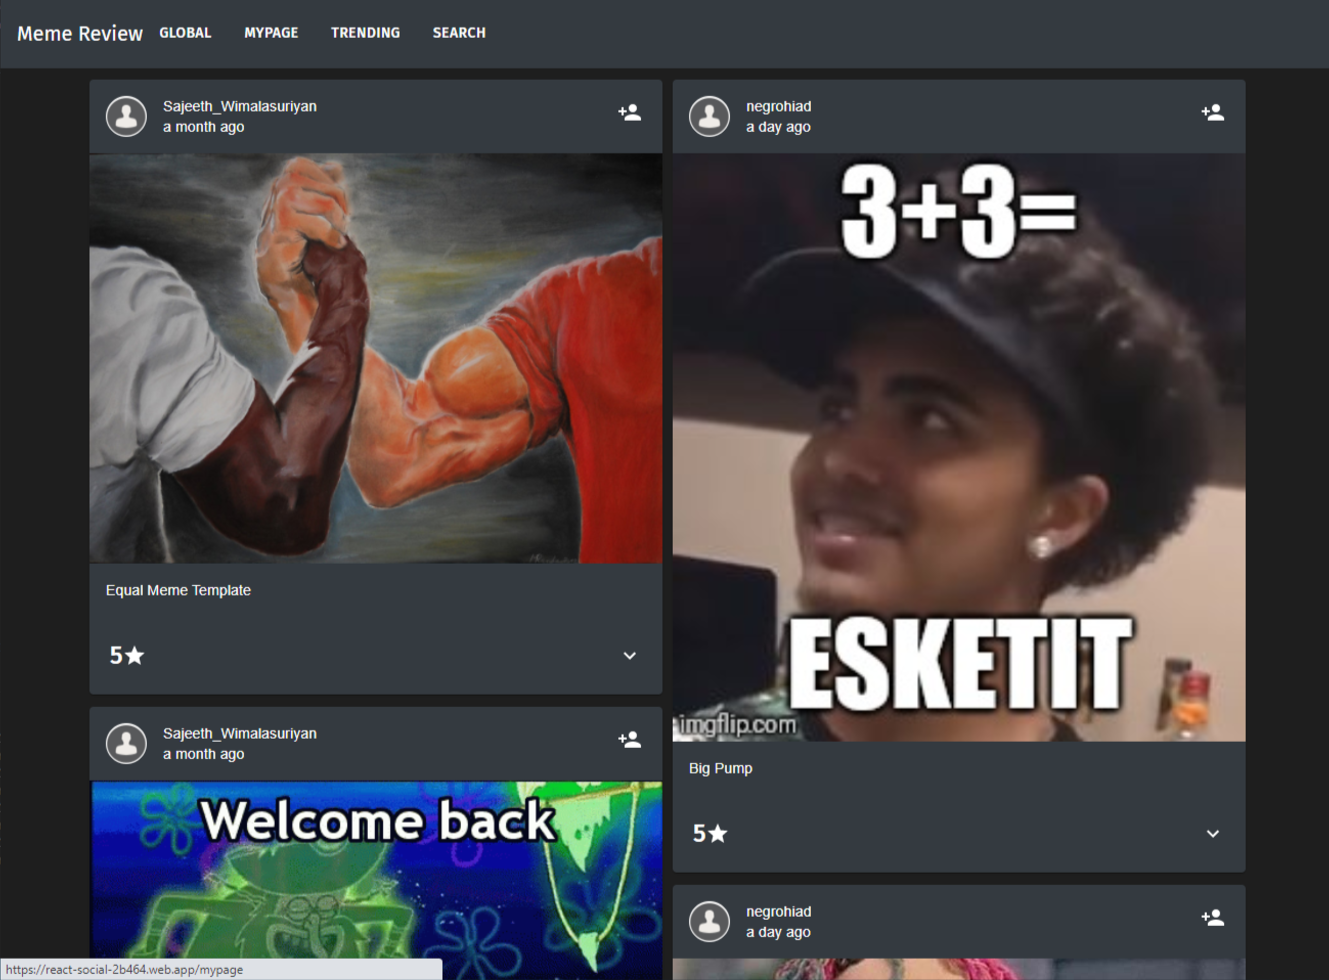 Meme Review GLOBAL MYPAGE TRENDING SEARCH
Sajeeth_Wimalasuriyan
a month ago
Equal Meme Template
5★
Sajeeth_Wimalasuriyan
a month ago
Welcome back
negrohiad
a day ago
3+3=
ESKETIT
imgflip.com
Big Pump
5★
negrohiad
a day ago
https://react-social-2b464.web.app/mypage